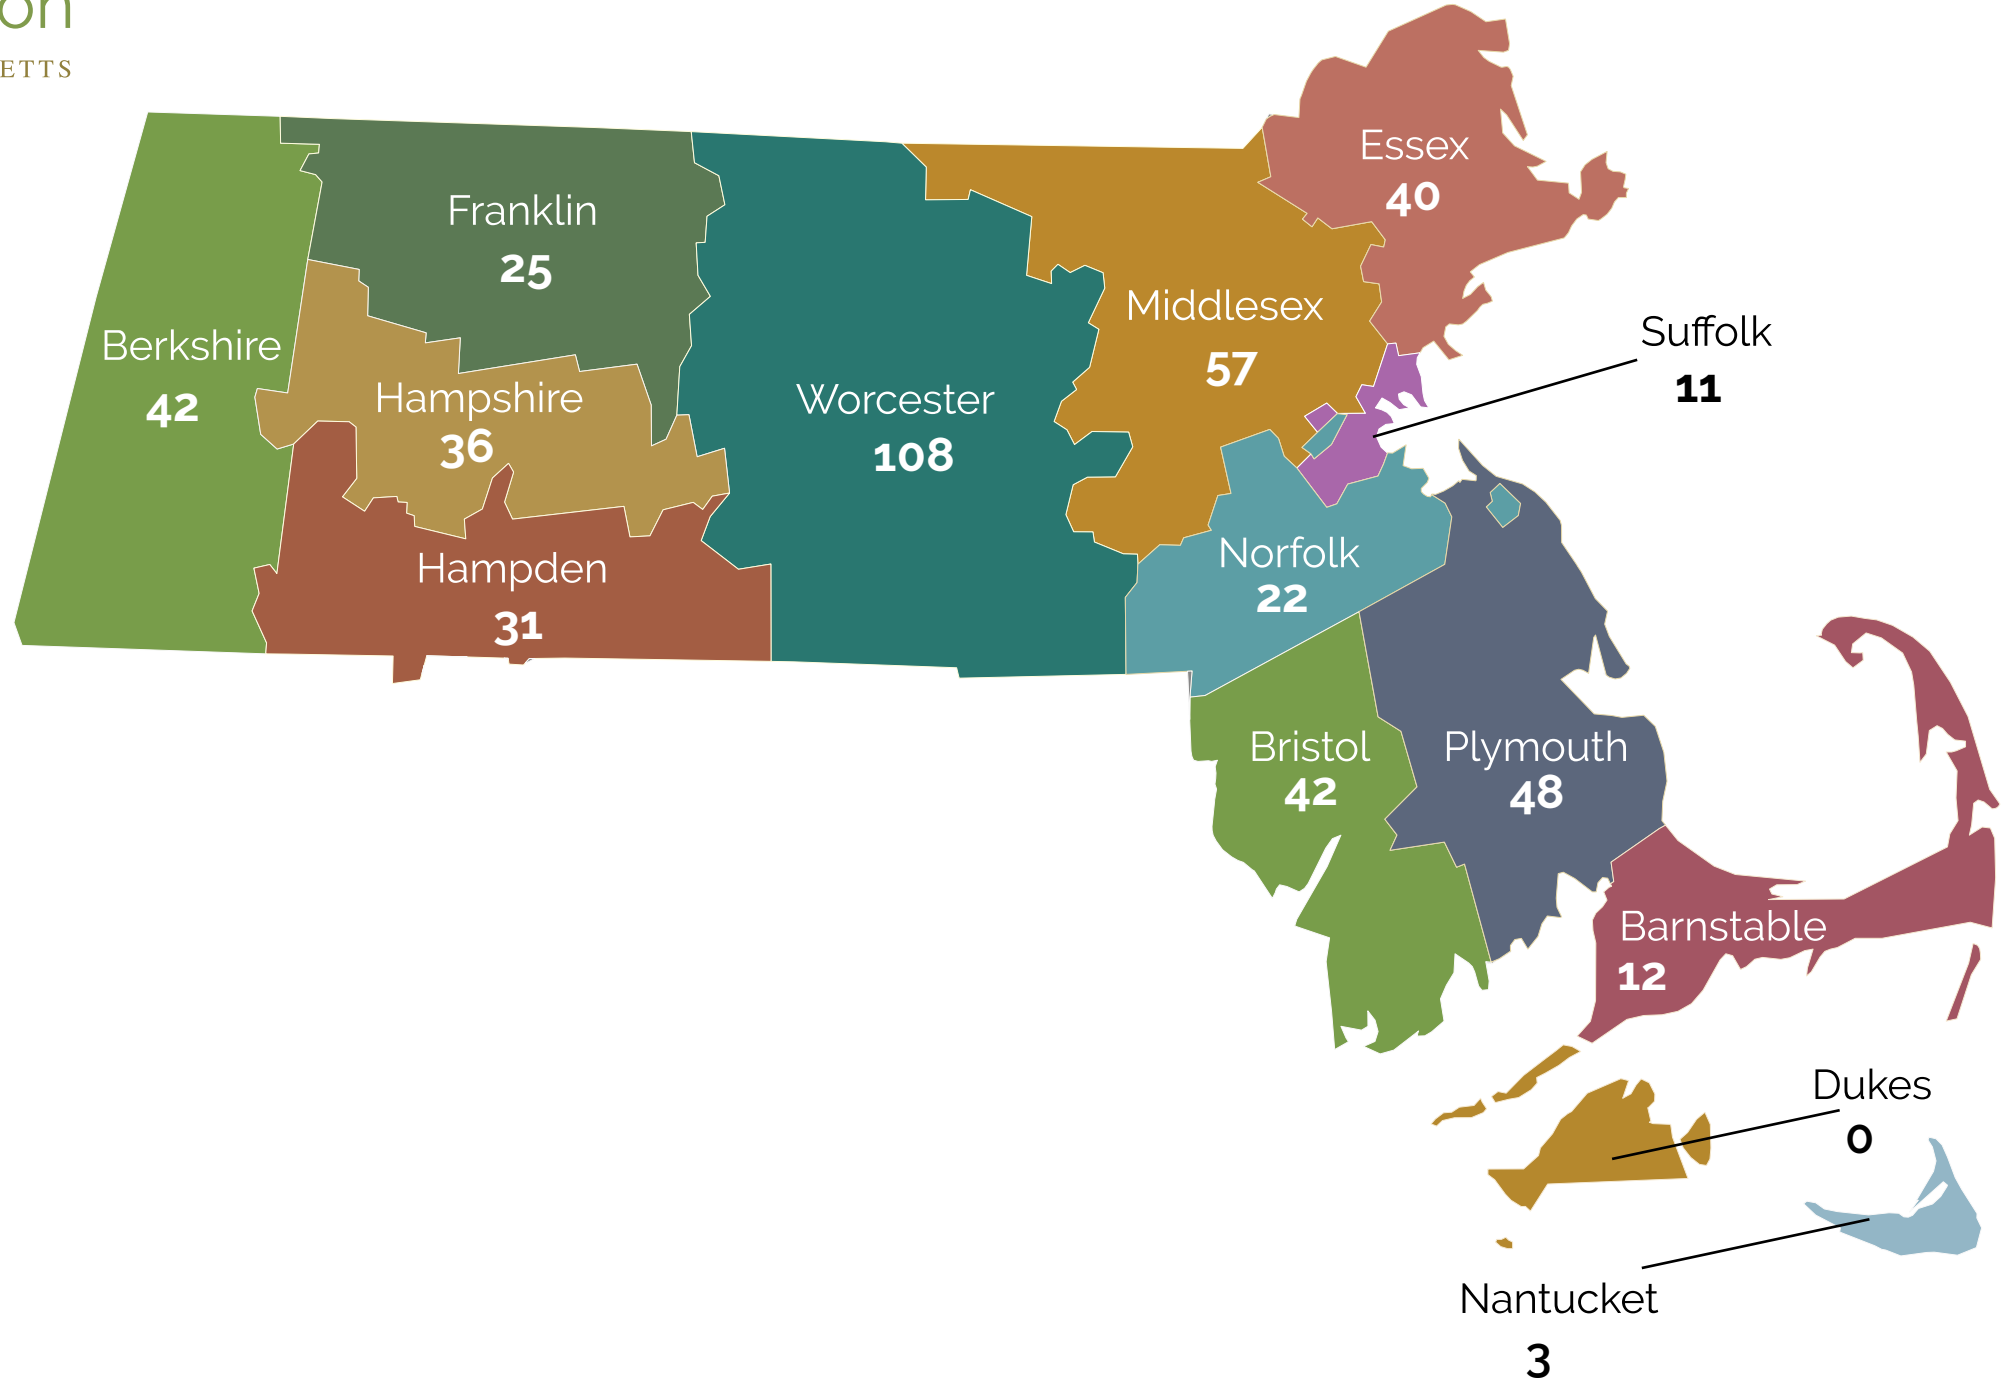 on
ETTS
Essex
40
Franklin
25
Middlesex
57
Suffolk
11
Berkshire
42
Hampshire
36
Worcester
108
Norfolk
22
Hampden
31
Bristol
42
Plymouth
48
Barnstable
12
Dukes
0
Nantucket
3